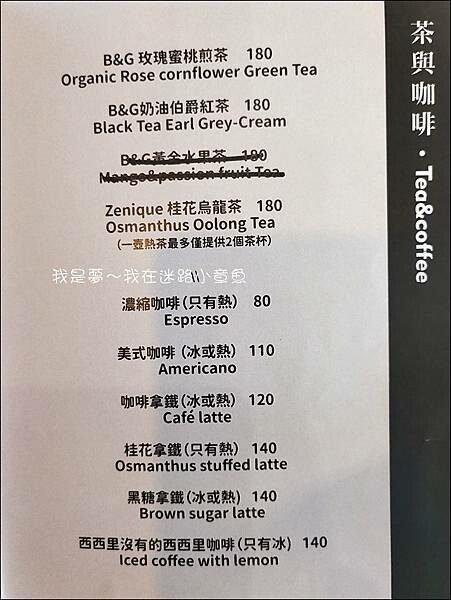 茶與咖啡・Tea&coffee
B&G 玫瑰蜜桃煎茶 180
Organic Rose cornflower Green Tea
B&G奶油伯爵紅茶 180
Black Tea Earl Grey-Cream
B&G黃金水果茶 180
Mango&passion fruit Tea
Zenique 桂花烏龍茶 180
Osmanthus Oolong Tea
(一壺熱茶最多僅提供2個茶杯)
我是夢～我在迷路小章魚
\\
濃縮咖啡(只有熱) 80
Espresso
美式咖啡 (冰或熱) 110
Americano
咖啡拿鐵(冰或熱) 120
Café latte
桂花拿鐵(只有熱) 140
Osmanthus stuffed latte
黑糖拿鐵(冰或熱) 140
Brown sugar latte
西西里沒有的西西里咖啡(只有冰) 140
Iced coffee with lemon